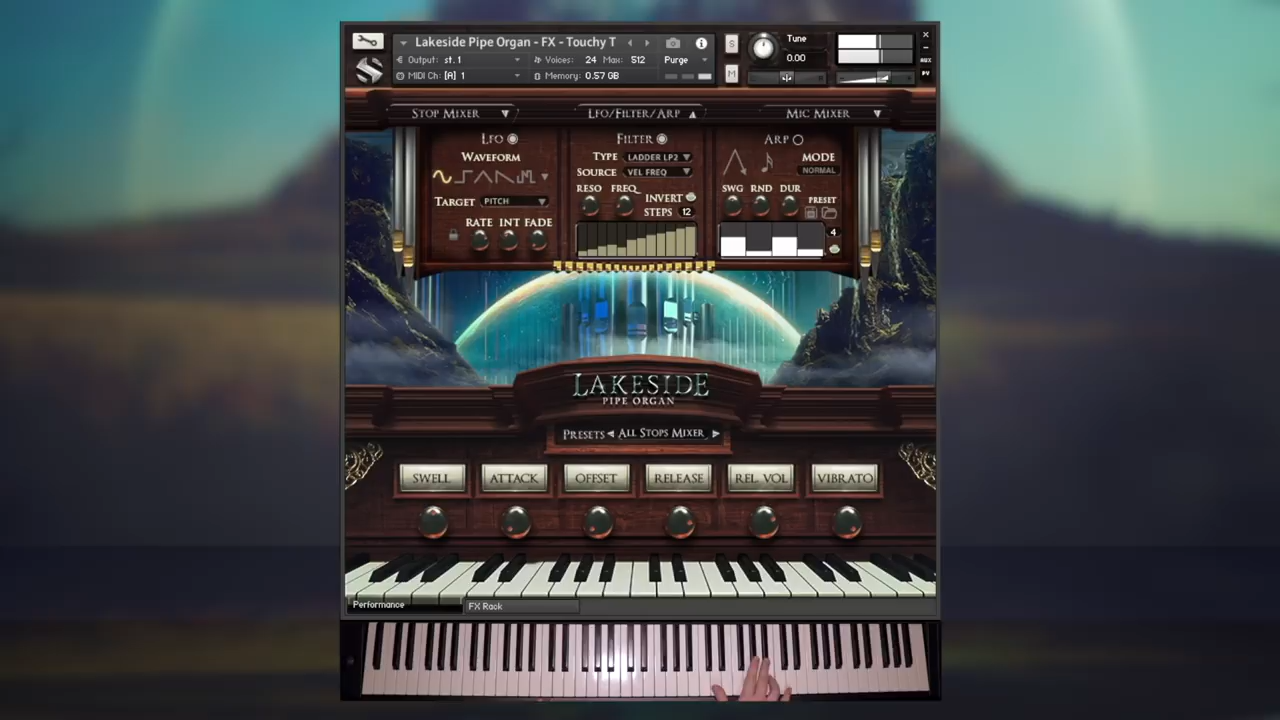 Lakeside Pipe Organ - FX - Touchy T
Output: st. 1 Voices: 24 Max: 512 Purge
MIDI Ch: [A] 1 Memory: 0.57 GB
S
M
Tune
0.00
AUX
PV
STOP MIXER LFO/FILTER/ARP MIC MIXER
LFO
WAVEFORM
TARGET PITCH
RATE INT FADE
FILTER
TYPE LADDER LP2
SOURCE VEL FREQ
RESO FREQ
INVERT
STEPS 12
ARP
MODE
NORMAL
SWG RND DUR
PRESET
4
LAKESIDE
PIPE ORGAN
PRESETS ALL STOPS MIXER
SWELL ATTACK OFFSET RELEASE REL VOL VIBRATO
Performance FX Rack